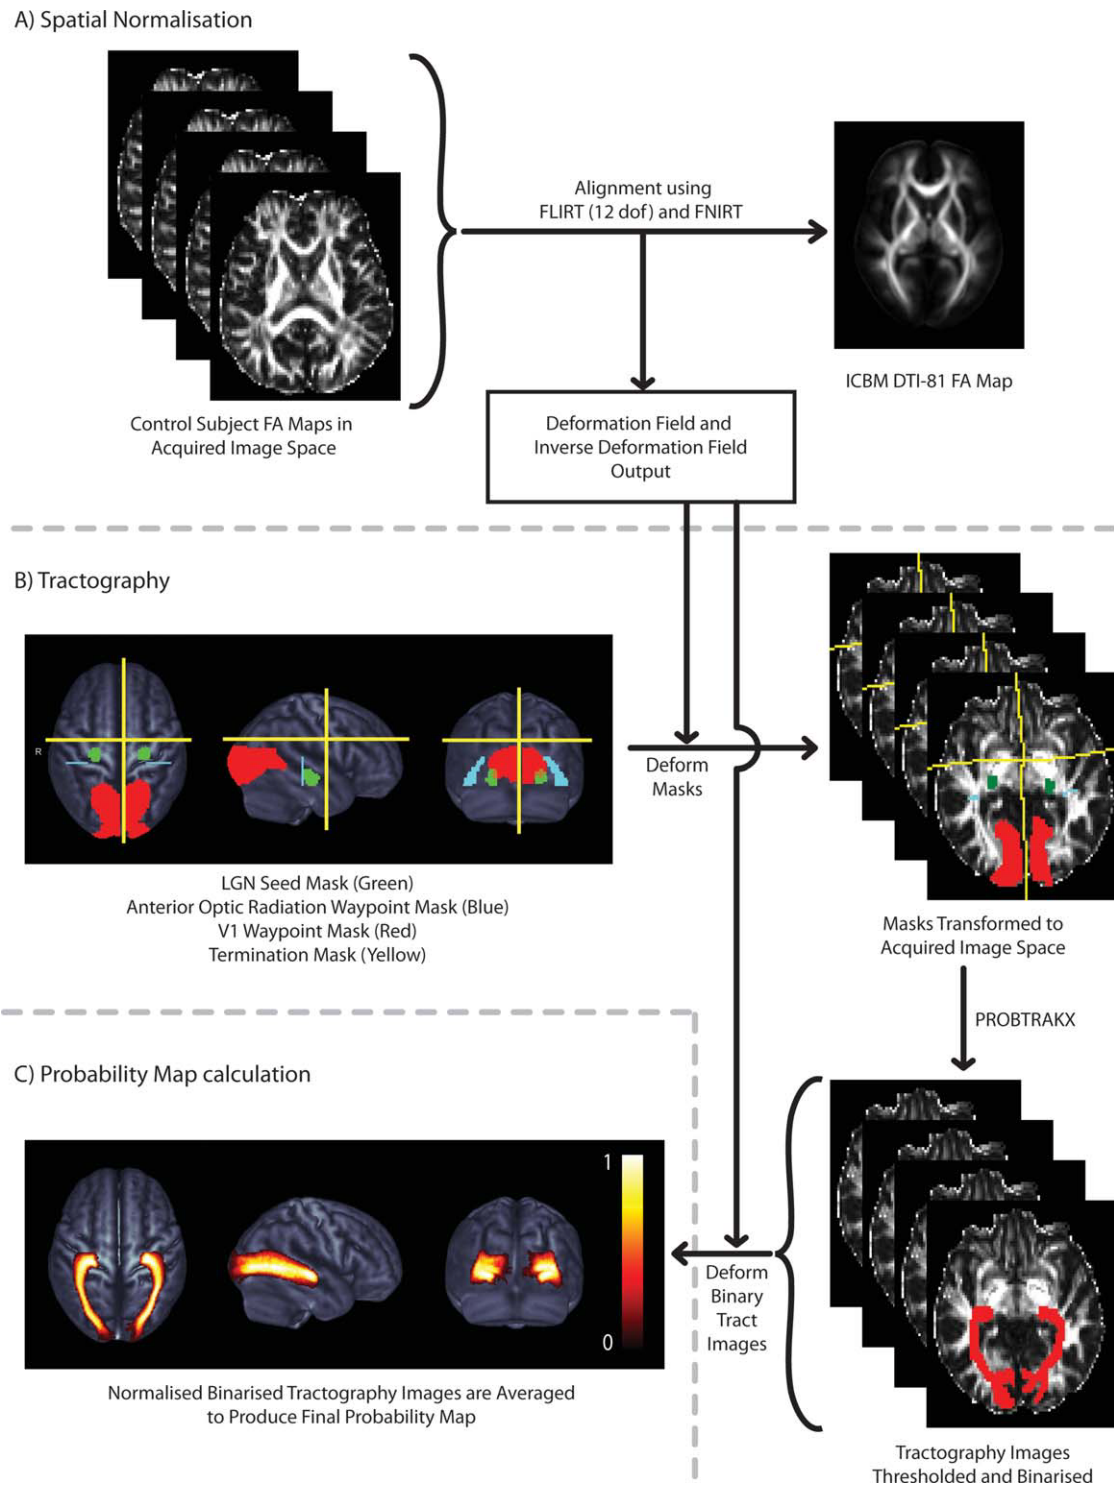 A) Spatial Normalisation
Alignment using
FLIRT (12 dof) and FNIRT
Control Subject FA Maps in
Acquired Image Space
ICBM DTI-81 FA Map
Deformation Field and
Inverse Deformation Field
Output
B) Tractography
R
Deform
Masks
LGN Seed Mask (Green)
Anterior Optic Radiation Waypoint Mask (Blue)
V1 Waypoint Mask (Red)
Termination Mask (Yellow)
Masks Transformed to
Acquired Image Space
PROBTRAKX
C) Probability Map calculation
1
0
Deform
Binary
Tract
Images
Normalised Binarised Tractography Images are Averaged
to Produce Final Probability Map
Tractography Images
Thresholded and Binarised